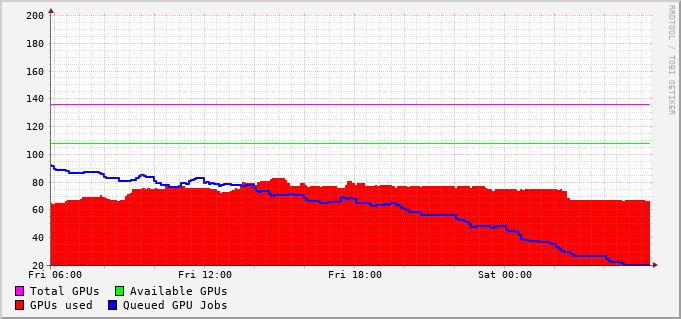 200
180
160
140
120
100
80
60
40
20
Fri 06:00 Fri 12:00 Fri 18:00 Sat 00:00
Total GPUs Available GPUs
GPUs used Queued GPU Jobs
RRDTOOL / TOBI OETIKER